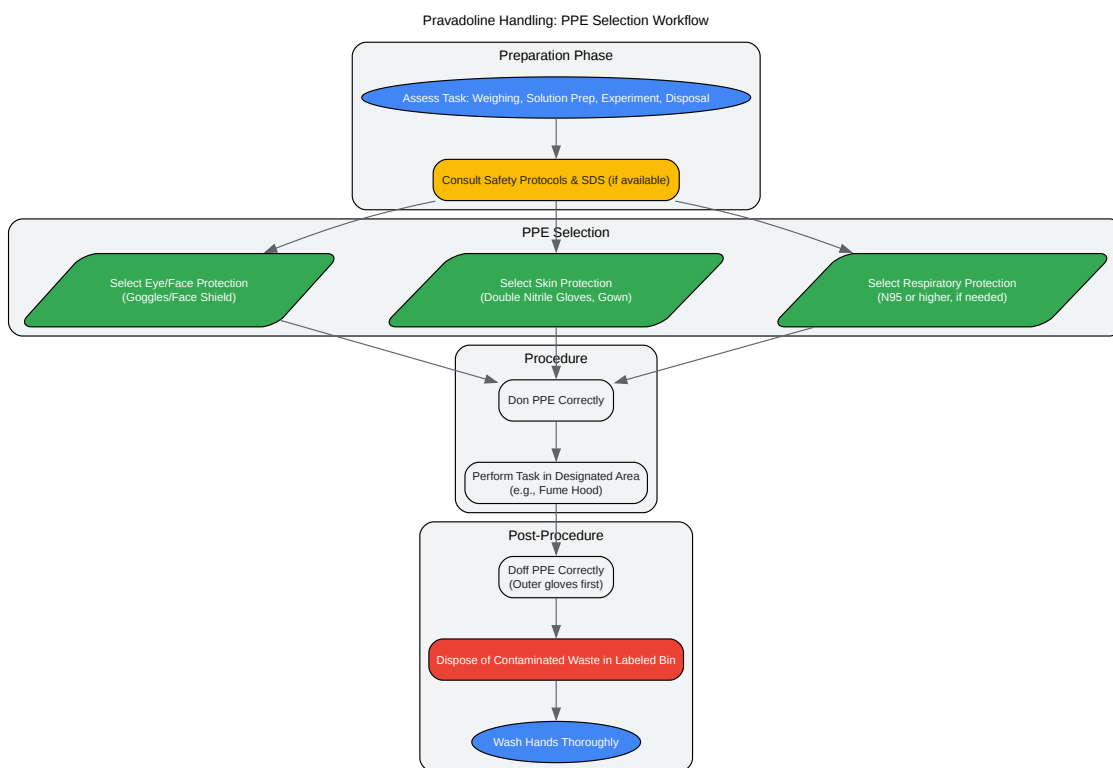 Pravadoline Handling: PPE Selection Workflow
Preparation Phase
Assess Task: Weighing, Solution Prep, Experiment, Disposal
Consult Safety Protocols & SDS (if available)
PPE Selection
Select Eye/Face Protection
(Goggles/Face Shield)
Select Skin Protection
(Double Nitrile Gloves, Gown)
Select Respiratory Protection
(N95 or higher, if needed)
Procedure
Don PPE Correctly
Perform Task in Designated Area
(e.g., Fume Hood)
Post-Procedure
Doff PPE Correctly
(Outer gloves first)
Dispose of Contaminated Waste in Labeled Bin
Wash Hands Thoroughly